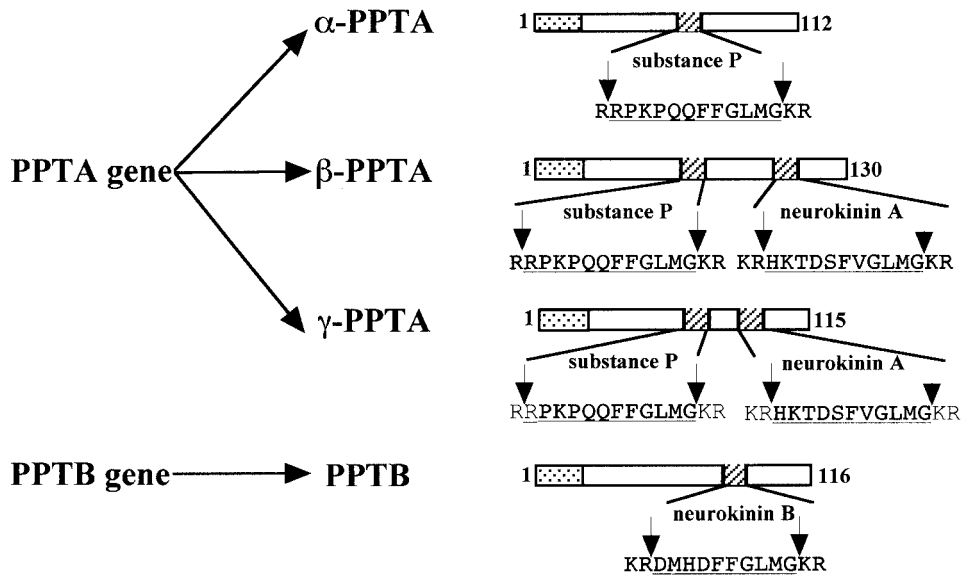 α-PPTA
1 112
substance P
RRPKPQQFFGLMGKR
PPTA gene
β-PPTA
1 130
substance P neurokinin A
RRPKPQQFFGLMGKR KRHKTDSFVGLMGKR
γ-PPTA
1 115
substance P neurokinin A
RRPKPQQFFGLMGKR KRHKTDSFVGLMGKR
PPTB gene PPTB
1 116
neurokinin B
KRDMHDFFGLMGKR